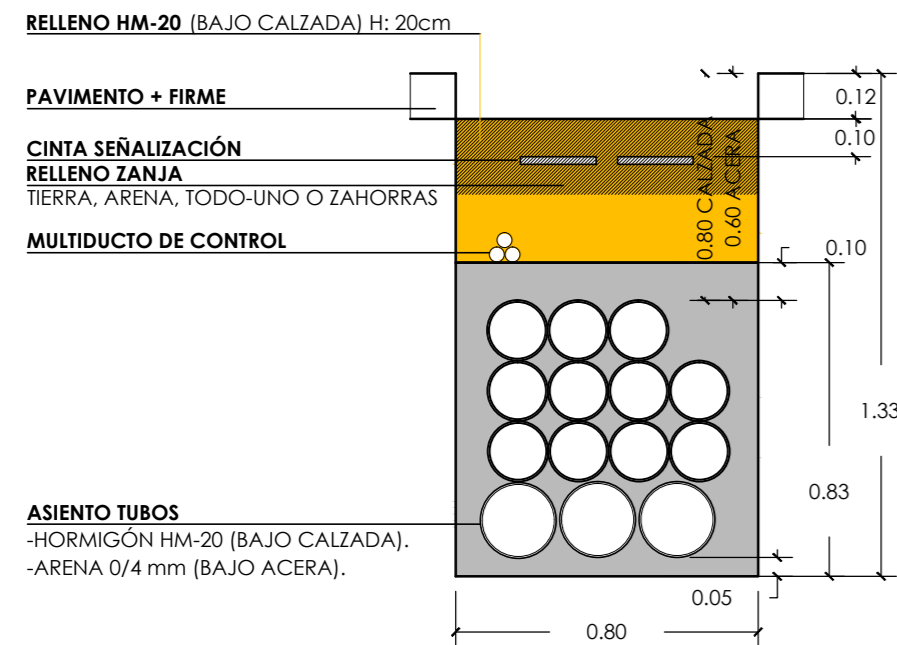 RELLENO HM-20 (BAJO CALZADA) H: 20cm
PAVIMENTO + FIRME
CINTA SEÑALIZACIÓN
RELLENO ZANJA
TIERRA, ARENA, TODO-UNO O ZAHORRAS
MULTIDUCTO DE CONTROL
ASIENTO TUBOS
-HORMIGÓN HM-20 (BAJO CALZADA).
-ARENA 0/4 mm (BAJO ACERA).
0.80 CALZADA
0.60 ACERA
0.12
0.10
0.10
1.33
0.83
0.05
0.80